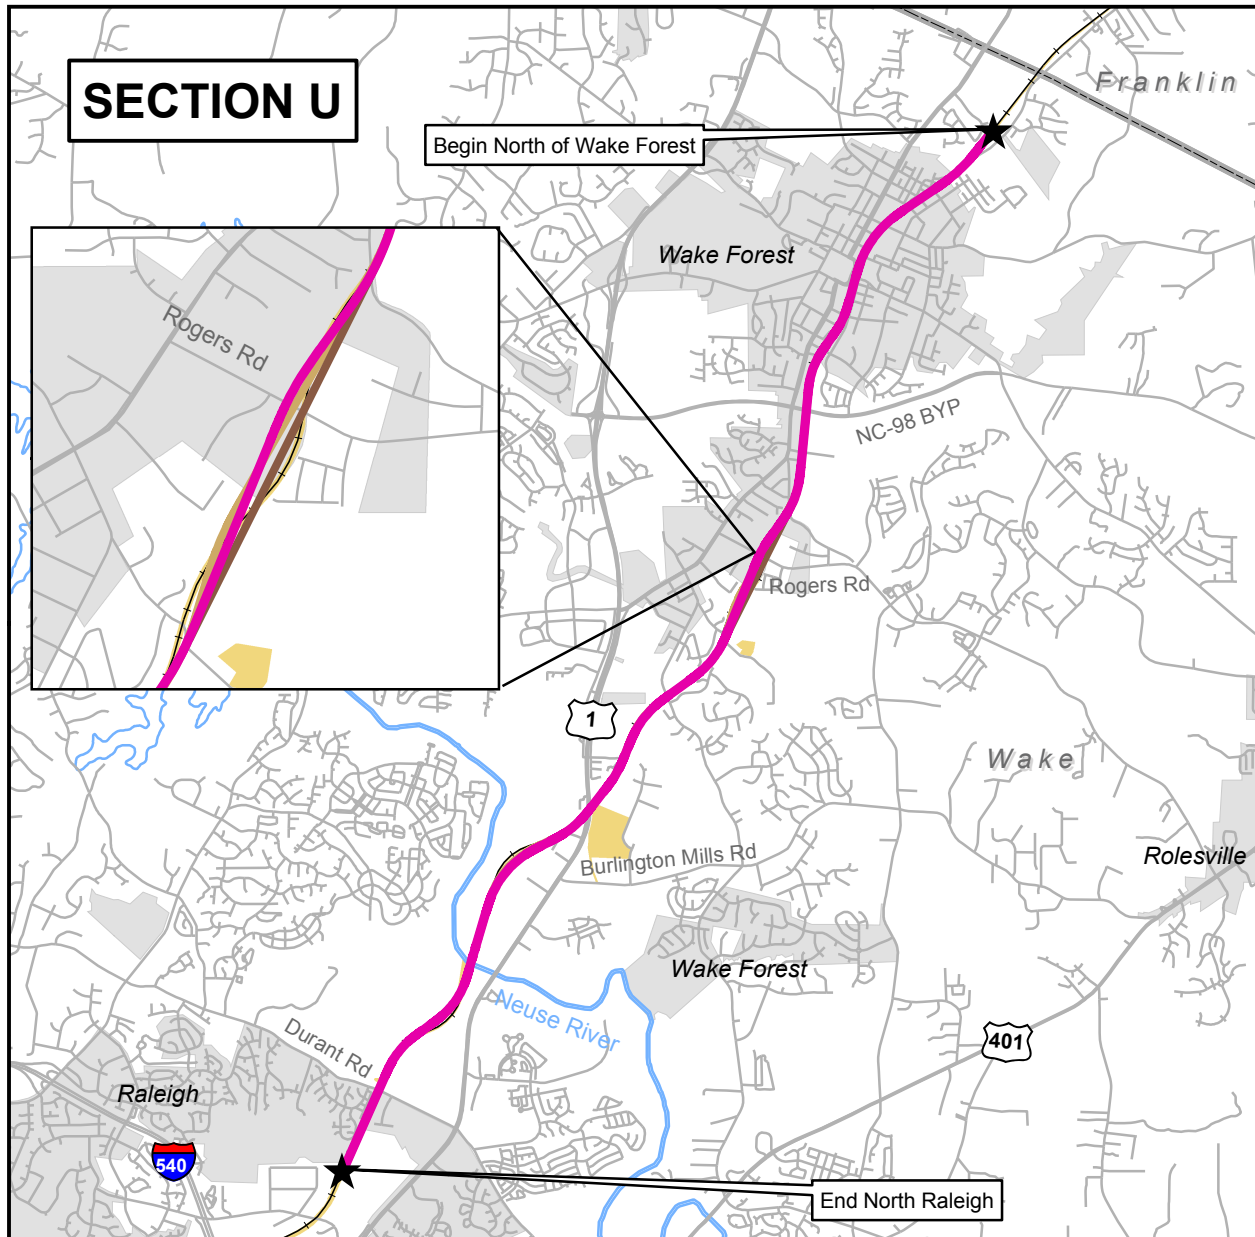 SECTION U
Franklin
Begin North of Wake Forest
Wake Forest
Rogers Rd
NC-98 BYP
Rogers Rd
1
Wake
Burlington Mills Rd
Rolesville
Wake Forest
Neuse River
Durant Rd
401
Raleigh
540
End North Raleigh